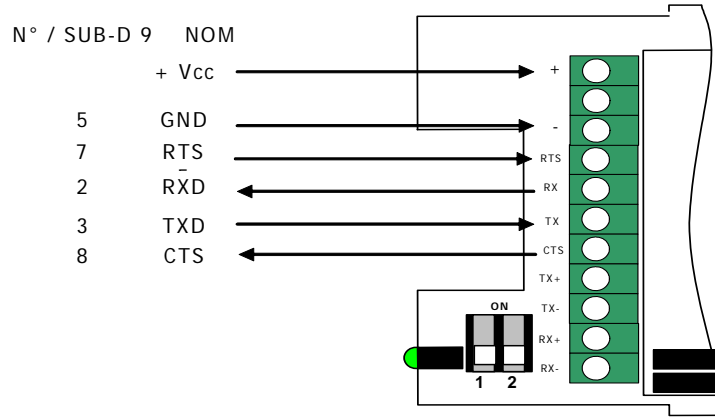 N° / SUB-D 9 NOM
+ Vcc
5 GND
7 RTS
2 RXD
3 TXD
8 CTS
+
-
RTS
RX
TX
CTS
TX+
TX-
RX+
RX-
ON
1 2